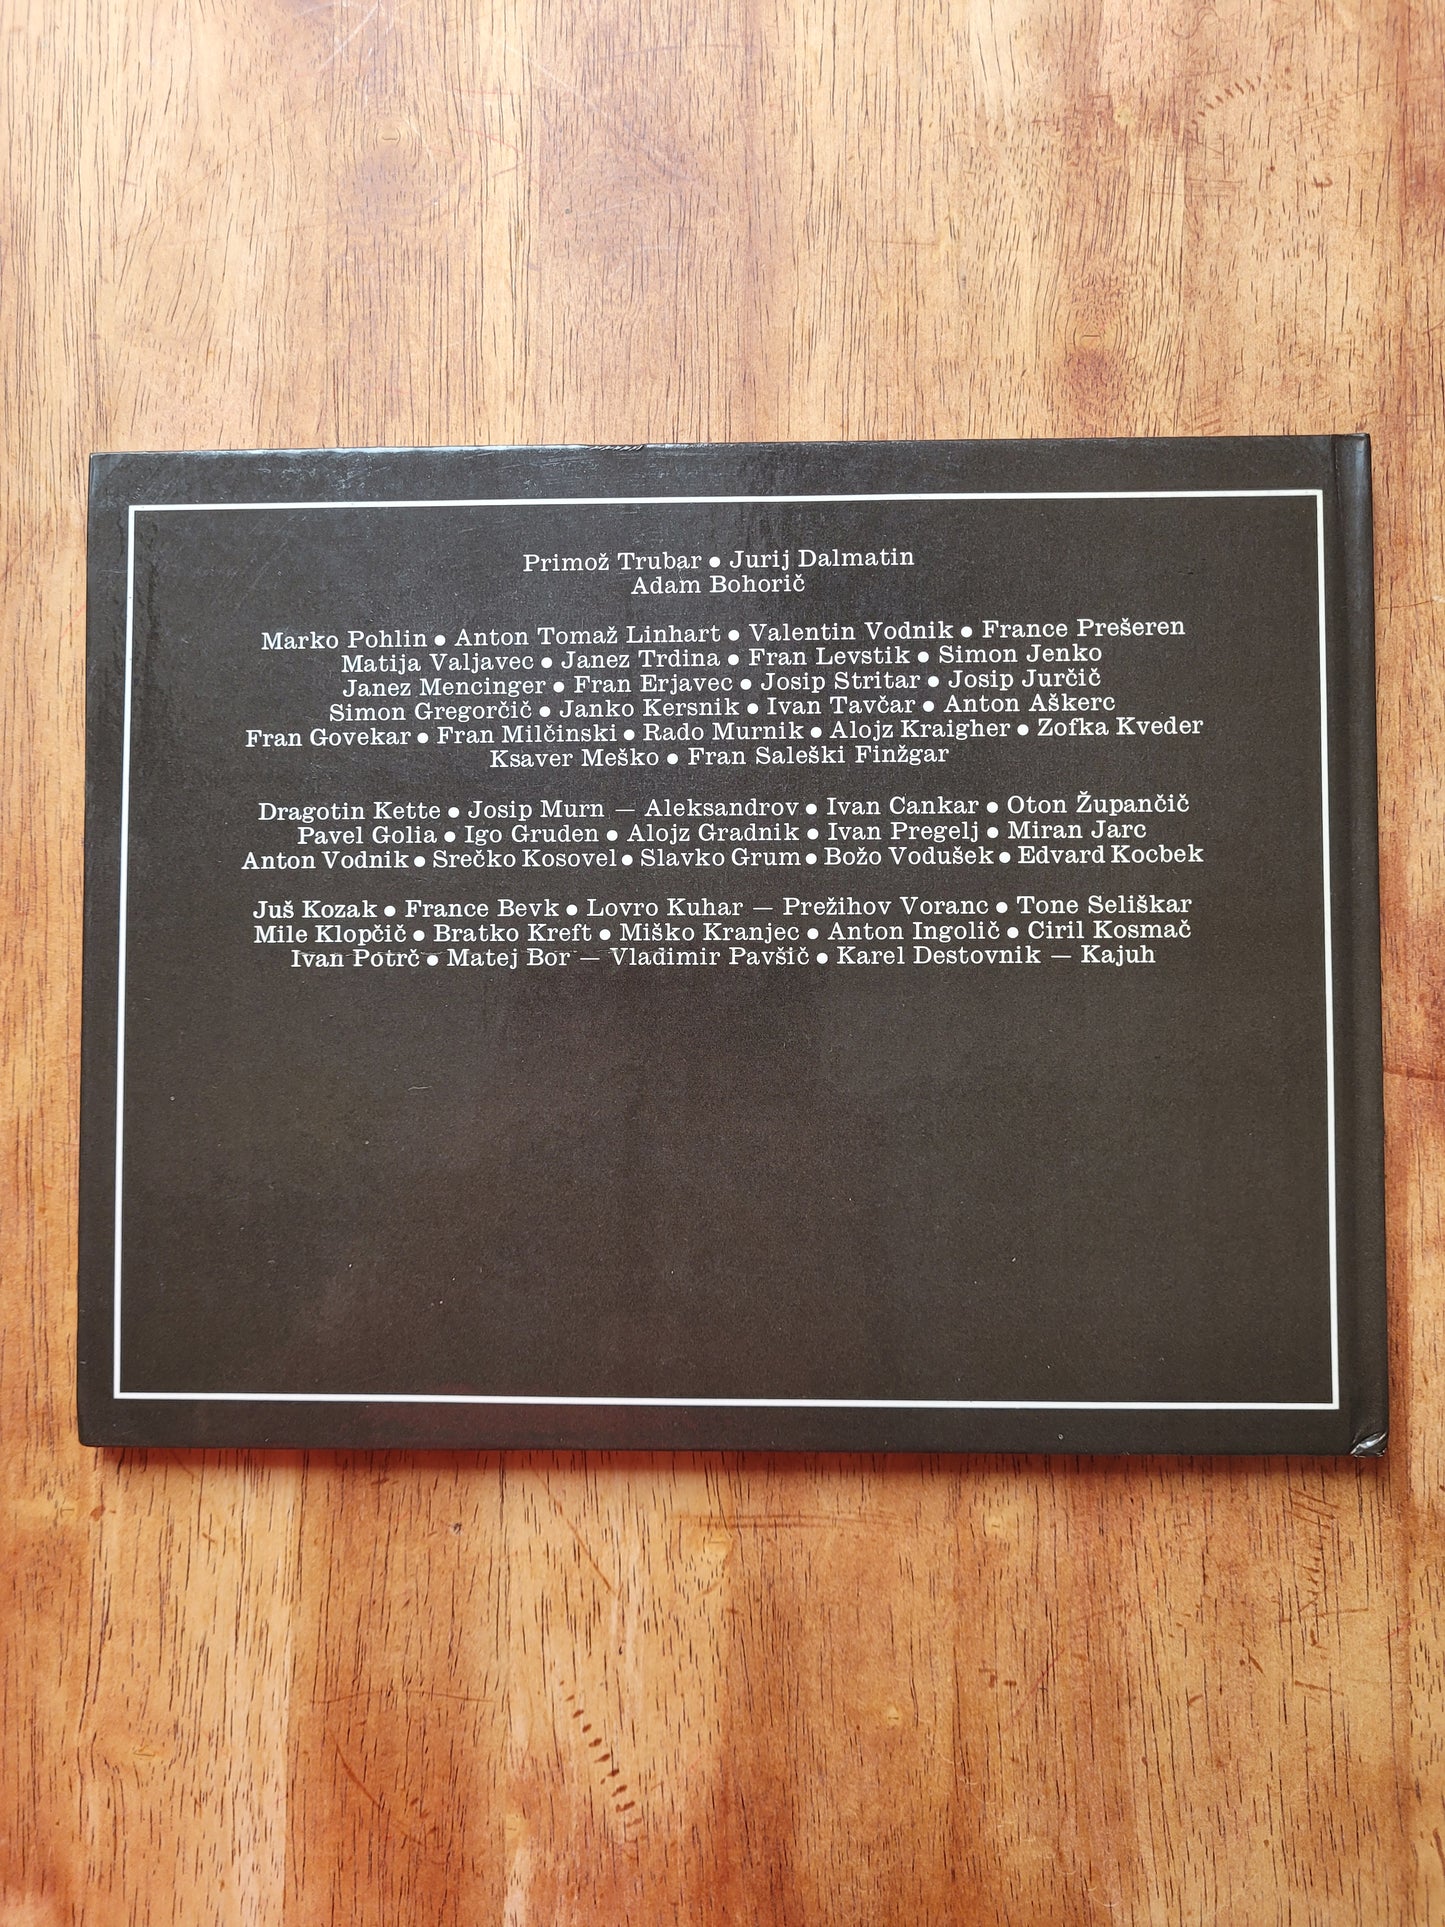 Primož Trubar ● Jurij Dalmatin
Adam Bohorič
Marko Pohlin ● Anton Tomaž Linhart ● Valentin Vodnik ● France Prešeren
Matija Valjavec ● Janez Trdina ● Fran Levstik ● Simon Jenko
Janez Mencinger ● Fran Erjavec ● Josip Stritar ● Josip Jurčič
Simon Gregorčič ● Janko Kersnik ● Ivan Tavčar ● Anton Aškerc
Fran Govekar ● Fran Milčinski ● Rado Murnik ● Alojz Kraigher ● Zofka Kveder
Ksaver Meško ● Fran Saleški Finžgar
Dragotin Kette ● Josip Murn — Aleksandrov ● Ivan Cankar ● Oton Župančič
Pavel Golia ● Igo Gruden ● Alojz Gradnik ● Ivan Pregelj ● Miran Jarc
Anton Vodnik ● Srečko Kosovel ● Slavko Grum ● Božo Vodušek ● Edvard Kocbek
Juš Kozak ● France Bevk ● Lovro Kuhar — Prežihov Voranc ● Tone Seliškar
Mile Klopčič ● Bratko Kreft ● Miško Kranjec ● Anton Ingolič ● Ciril Kosmač
Ivan Potrč ● Matej Bor — Vladimir Pavšič ● Karel Destovnik — Kajuh